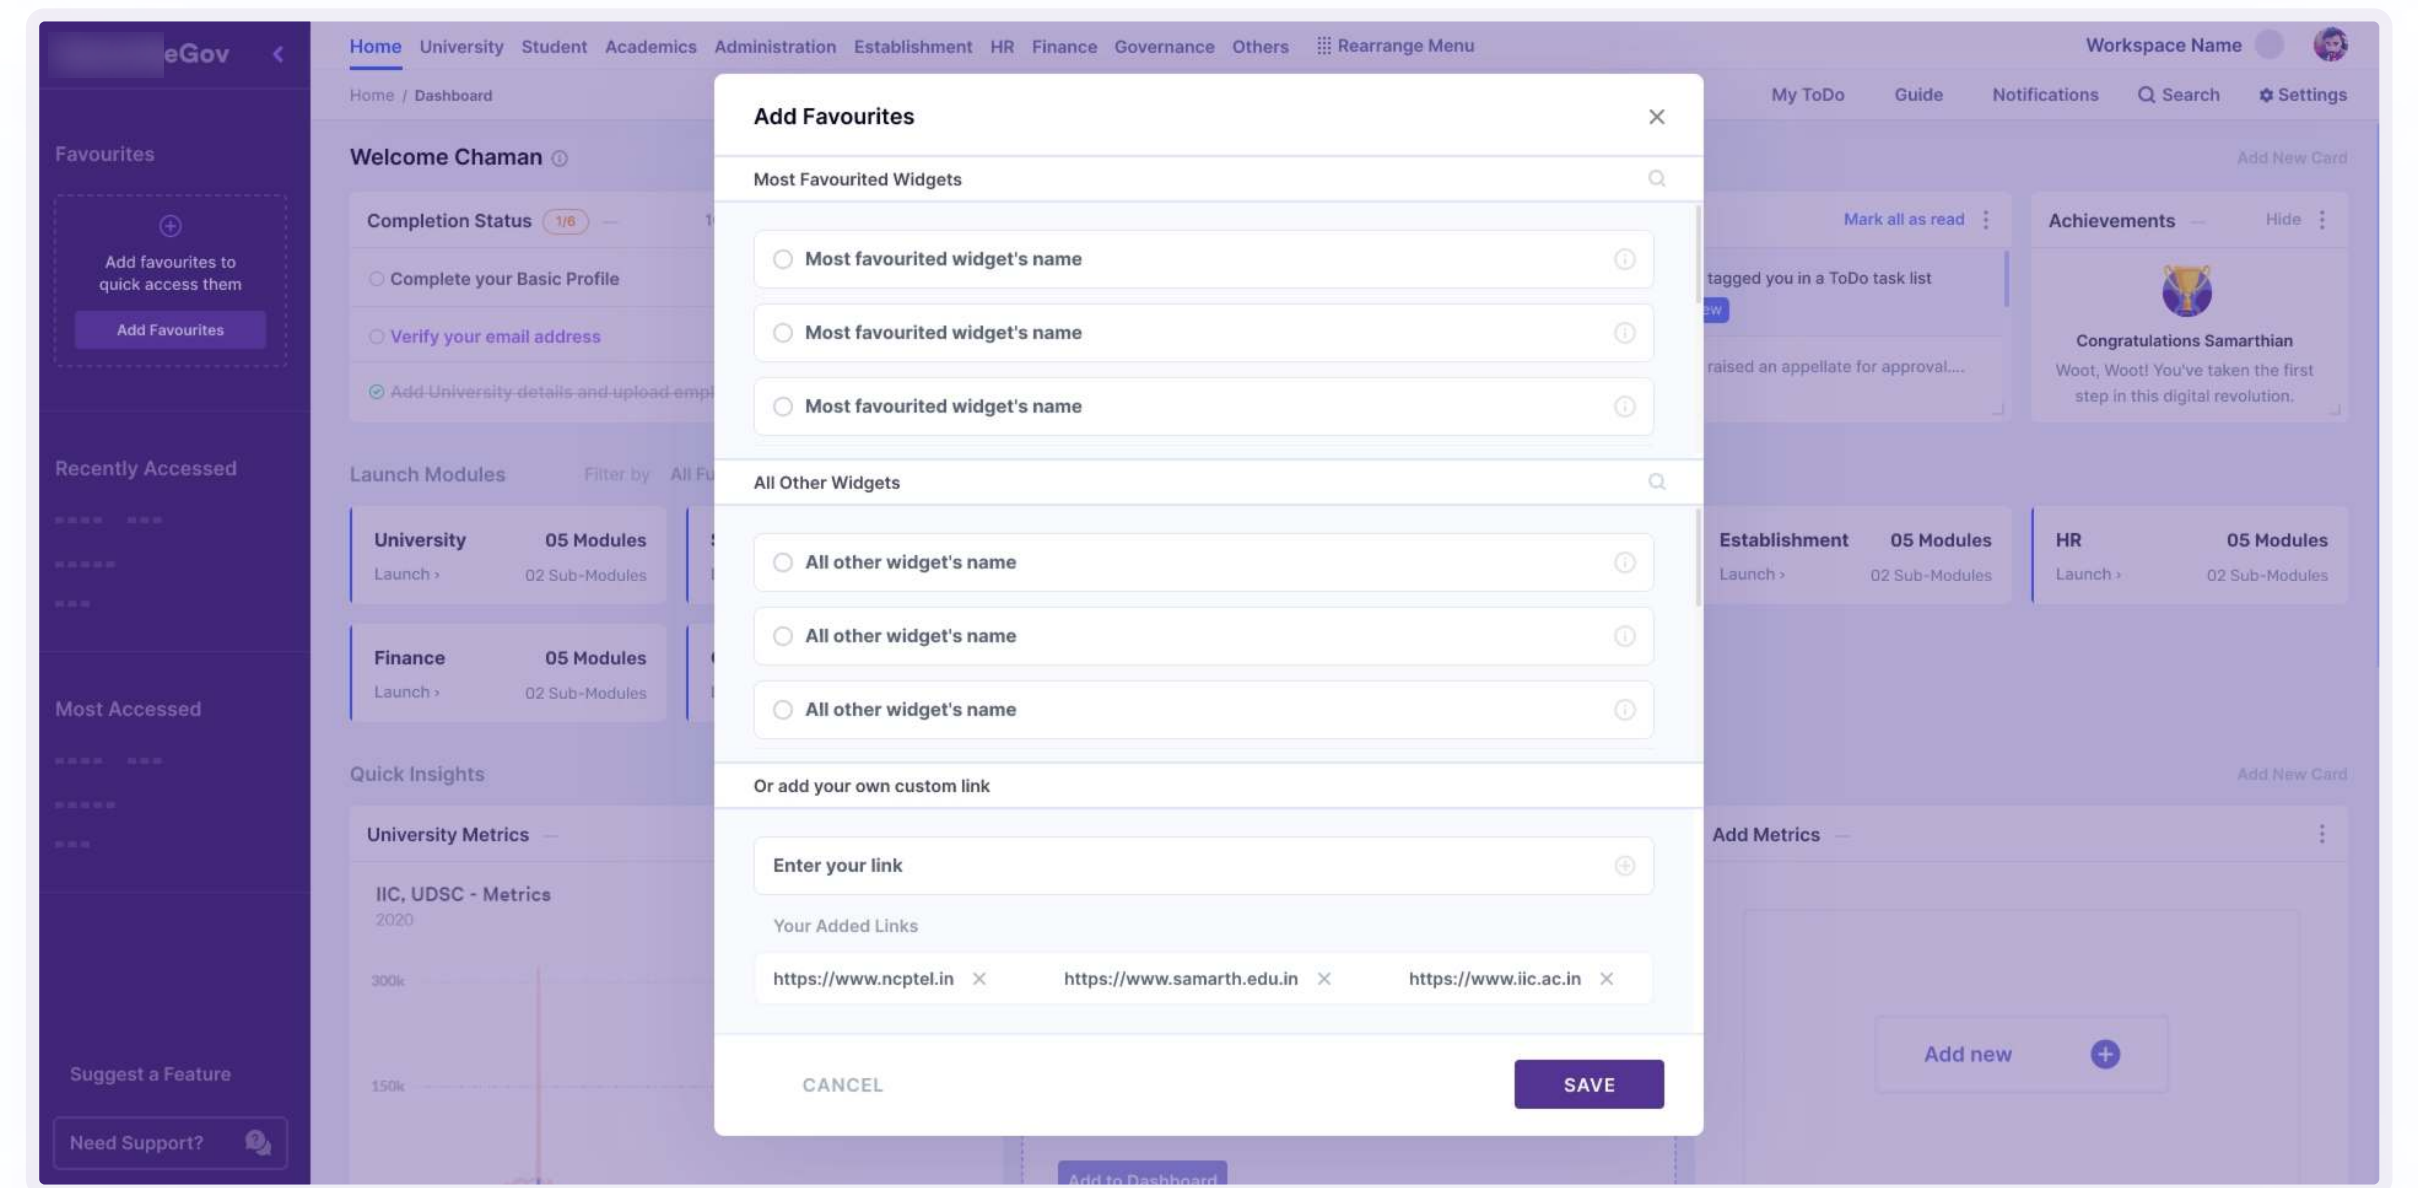 eGov
Home University Student Academics Administration Establishment HR Finance Governance Others Rearrange Menu
Workspace Name
Home / Dashboard
My ToDo Guide Notifications Search Settings
Favourites
Add favourites to
quick access them
Add Favourites
Recently Accessed
Most Accessed
Suggest a Feature
Need Support?
Welcome Chaman
Add New Card
Completion Status 1/6
Complete your Basic Profile
Verify your email address
Add University details and upload empl
Mark all as read
tagged you in a ToDo task list
raised an appellate for approval....
Achievements Hide
Congratulations Samarthian
Woot, Woot! You've taken the first
step in this digital revolution.
Launch Modules Filter by All Fu
University 05 Modules
Launch › 02 Sub-Modules
Establishment 05 Modules
Launch › 02 Sub-Modules
HR 05 Modules
Launch › 02 Sub-Modules
Finance 05 Modules
Launch › 02 Sub-Modules
Quick Insights
Add New Card
University Metrics
IIC, UDSC - Metrics
2020
300k
150k
Add Metrics
Add new
Add to Dashboard
Add Favourites
Most Favourited Widgets
Most favourited widget's name
Most favourited widget's name
Most favourited widget's name
All Other Widgets
All other widget's name
All other widget's name
All other widget's name
Or add your own custom link
Enter your link
Your Added Links
https://www.ncptel.in https://www.samarth.edu.in https://www.iic.ac.in
CANCEL SAVE